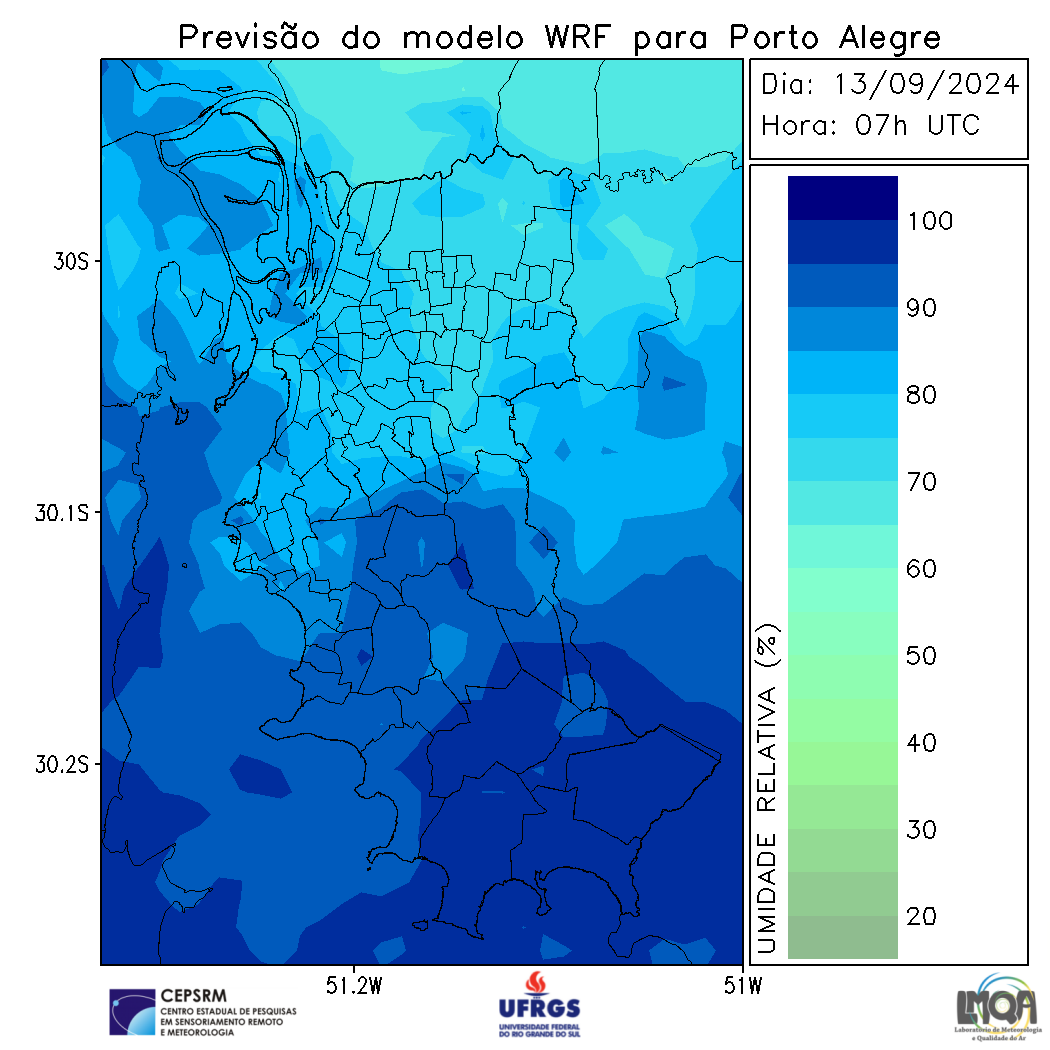 Previsão do modelo WRF para Porto Alegre
Dia: 13/09/2024
Hora: 07h UTC
30S
30.1S
30.2S
51.2W
51W
UMIDADE RELATIVA (%)
100
90
80
70
60
50
40
30
20
CEPSRM
CENTRO ESTADUAL DE PESQUISAS
EM SENSORIAMENTO REMOTO
E METEOROLOGIA
UFRGS
UNIVERSIDADE FEDERAL
DO RIO GRANDE DO SUL
LMQA
Laboratório de Meteorologia
e Qualidade do Ar